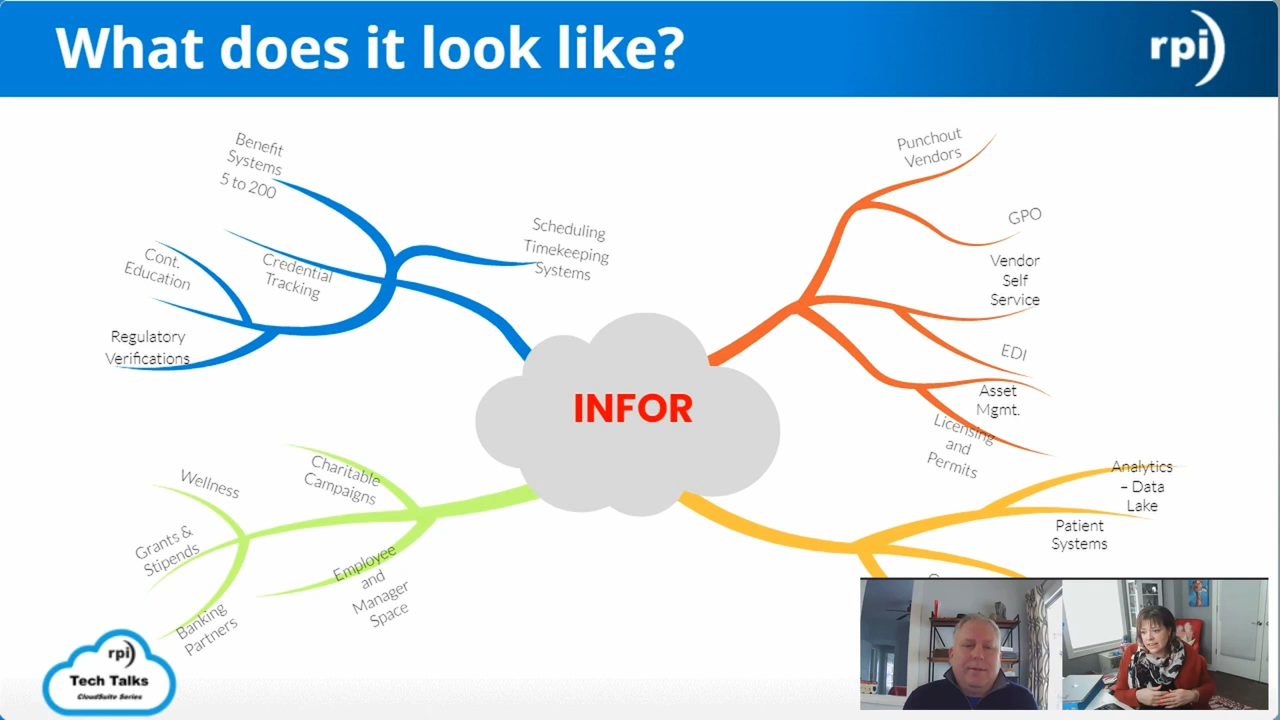 What does it look like?
rpi
Benefit
Systems
5 to 200
Scheduling
Timekeeping
Systems
Cont.
Education
Credential
Tracking
Regulatory
Verifications
Punchout
Vendors
GPO
Vendor
Self
Service
EDI
Asset
Mgmt.
Licensing
and
Permits
INFOR
Wellness
Charitable
Campaigns
Grants &
Stipends
Employee
and
Manager
Space
Banking
Partners
Analytics
– Data
Lake
Patient
Systems
rpi
Tech Talks
CloudSuite Series